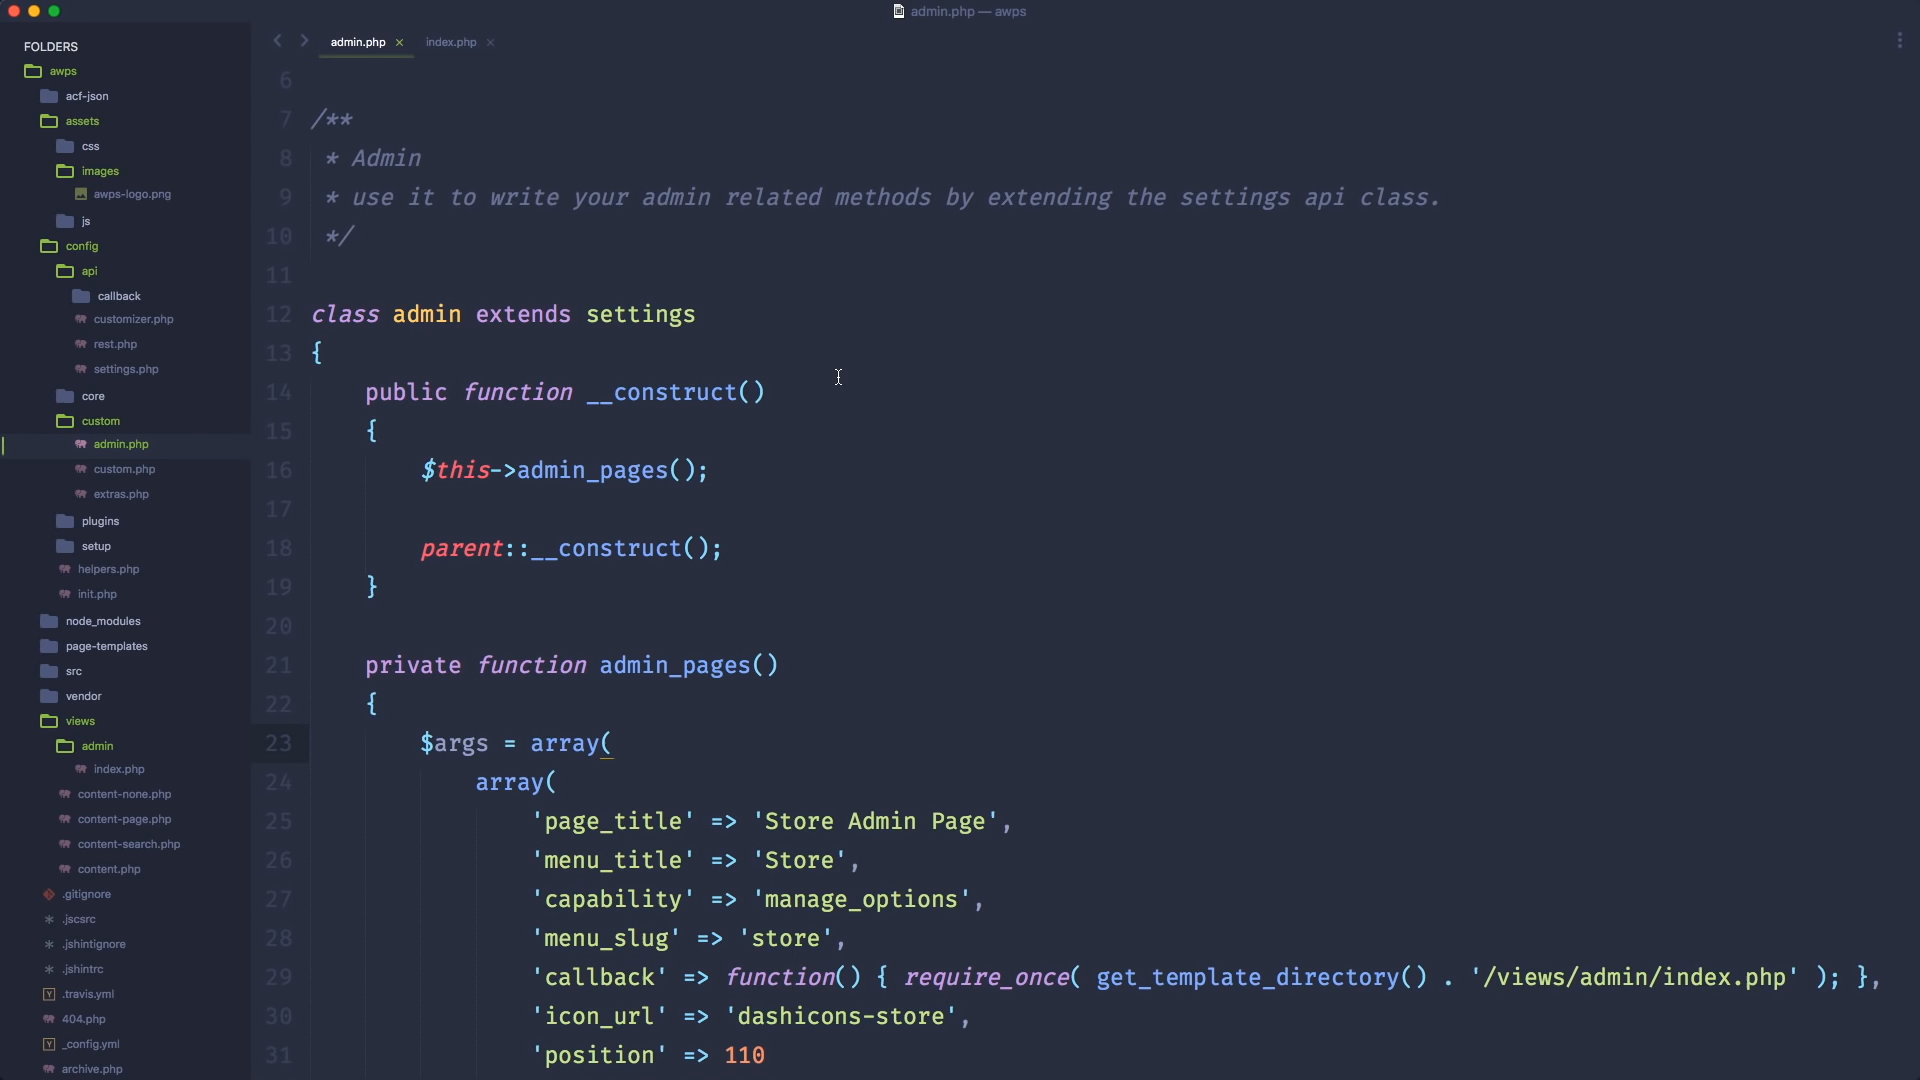 admin.php — awps
FOLDERS
awps
acf-json
assets
css
images
awps-logo.png
js
config
api
callback
customizer.php
rest.php
settings.php
core
custom
admin.php
custom.php
extras.php
plugins
setup
helpers.php
init.php
node_modules
page-templates
src
vendor
views
admin
index.php
content-none.php
content-page.php
content-search.php
content.php
.gitignore
.jscsrc
.jshintignore
.jshintrc
.travis.yml
404.php
_config.yml
archive.php
admin.php × index.php ×
6
7 /**
8 * Admin
9 * use it to write your admin related methods by extending the settings api class.
10 */
11
12 class admin extends settings
13 {
14 public function __construct()
15 {
16 $this->admin_pages();
17
18 parent::__construct();
19 }
20
21 private function admin_pages()
22 {
23 $args = array(
24 array(
25 'page_title' => 'Store Admin Page',
26 'menu_title' => 'Store',
27 'capability' => 'manage_options',
28 'menu_slug' => 'store',
29 'callback' => function() { require_once( get_template_directory() . '/views/admin/index.php' ); },
30 'icon_url' => 'dashicons-store',
31 'position' => 110